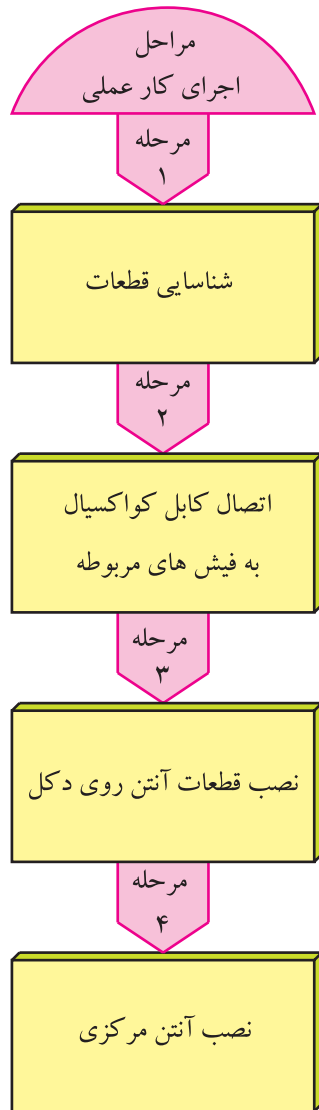 مراحل
اجرای کار عملی
مرحله
۱
شناسایی قطعات
مرحله
۲
اتصال کابل کواکسیال
به فیش های مربوطه
مرحله
۳
نصب قطعات آنتن روی دکل
مرحله
۴
نصب آنتن مرکزی